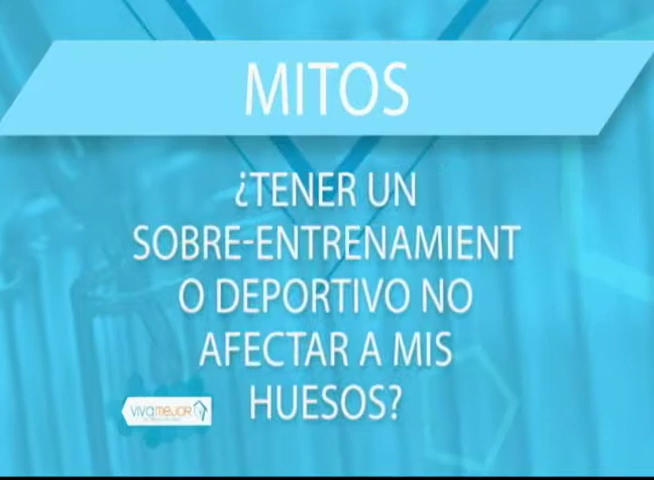 MITOS
¿TENER UN
SOBRE-ENTRENAMIENT
O DEPORTIVO NO
AFECTAR A MIS
HUESOS?
vivamejor